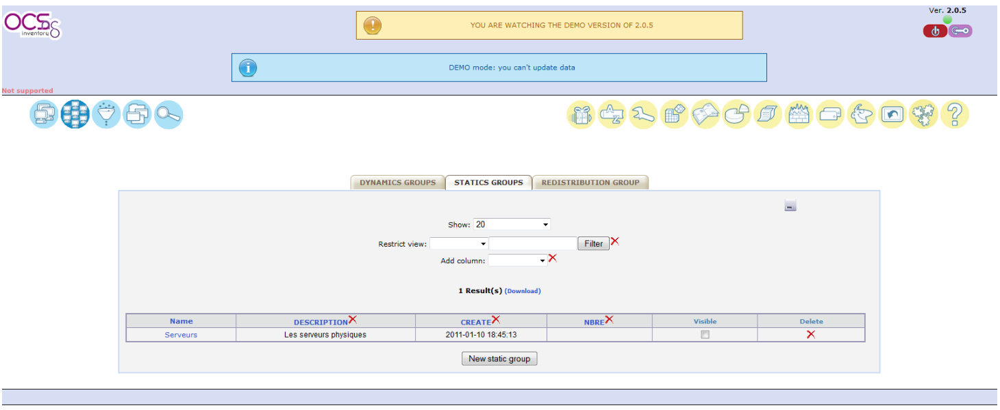 OCS
inventory
YOU ARE WATCHING THE DEMO VERSION OF 2.0.5
Ver. 2.0.5
DEMO mode: you can't update data
Not supported
DYNAMICS GROUPS STATICS GROUPS REDISTRIBUTION GROUP
Show: 20
Restrict view: Filter
Add column:
1 Result(s) (Download)
Name DESCRIPTION CREATE NBRE Visible Delete
Serveurs Les serveurs physiques 2011-01-10 18:45:13
New static group